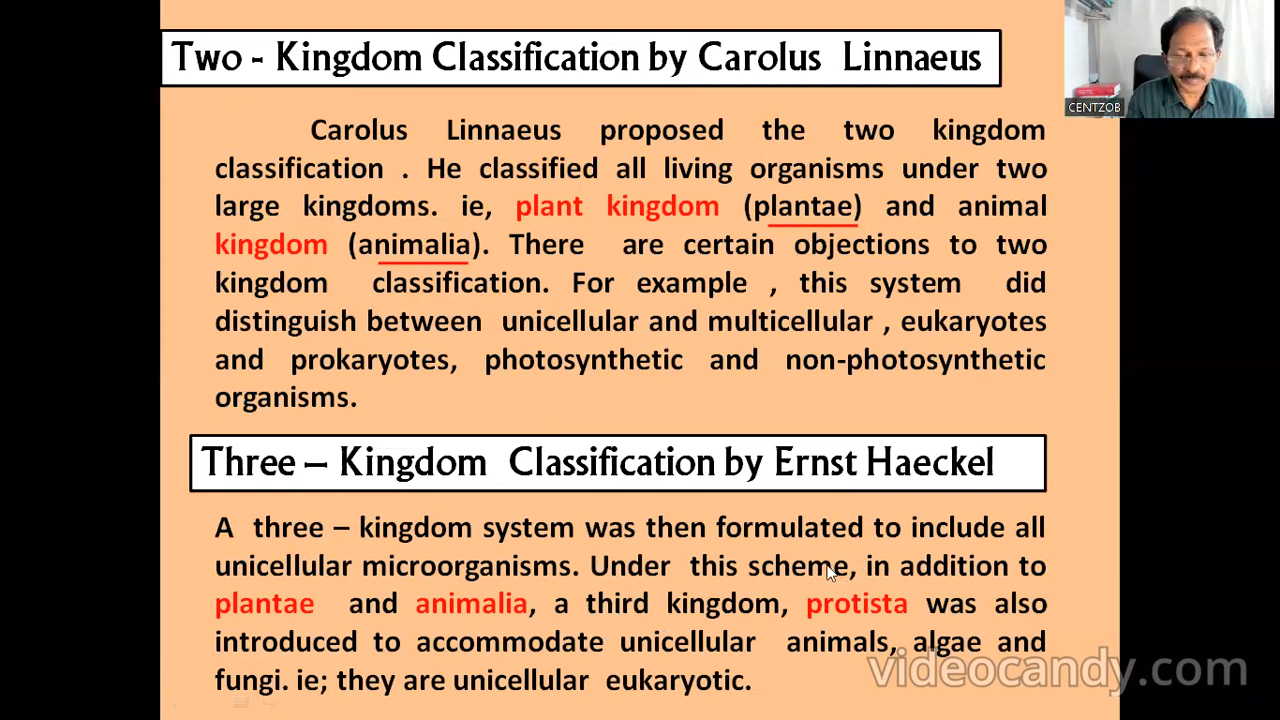 Two - Kingdom Classification by Carolus Linnaeus
CENTZOB
Carolus Linnaeus proposed the two kingdom
classification . He classified all living organisms under two
large kingdoms. ie, plant kingdom (plantae) and animal
kingdom (animalia). There are certain objections to two
kingdom classification. For example , this system did
distinguish between unicellular and multicellular , eukaryotes
and prokaryotes, photosynthetic and non-photosynthetic
organisms.
Three – Kingdom Classification by Ernst Haeckel
A three – kingdom system was then formulated to include all
unicellular microorganisms. Under this scheme, in addition to
plantae and animalia, a third kingdom, protista was also
introduced to accommodate unicellular animals, algae and
fungi. ie; they are unicellular eukaryotic.
videocandy.com